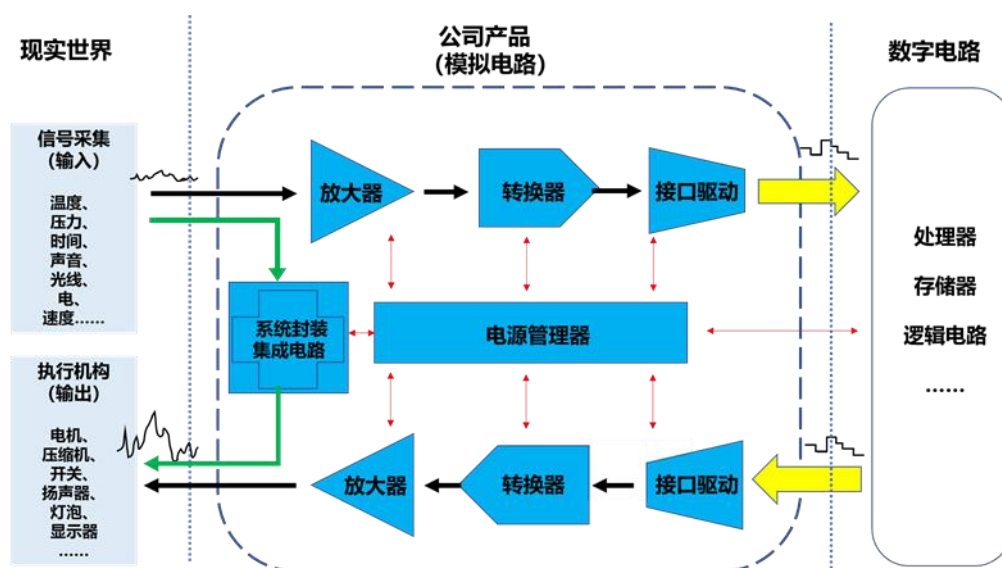 现实世界
公司产品
(模拟电路)
数字电路
信号采集
(输入)
温度、
压力、
时间、
声音、
光线、
电、
速度……
放大器
转换器
接口驱动
系统封装
集成电路
电源管理器
处理器
存储器
逻辑电路
……
执行机构
(输出)
电机、
压缩机、
开关、
扬声器、
灯泡、
显示器
……
放大器
转换器
接口驱动